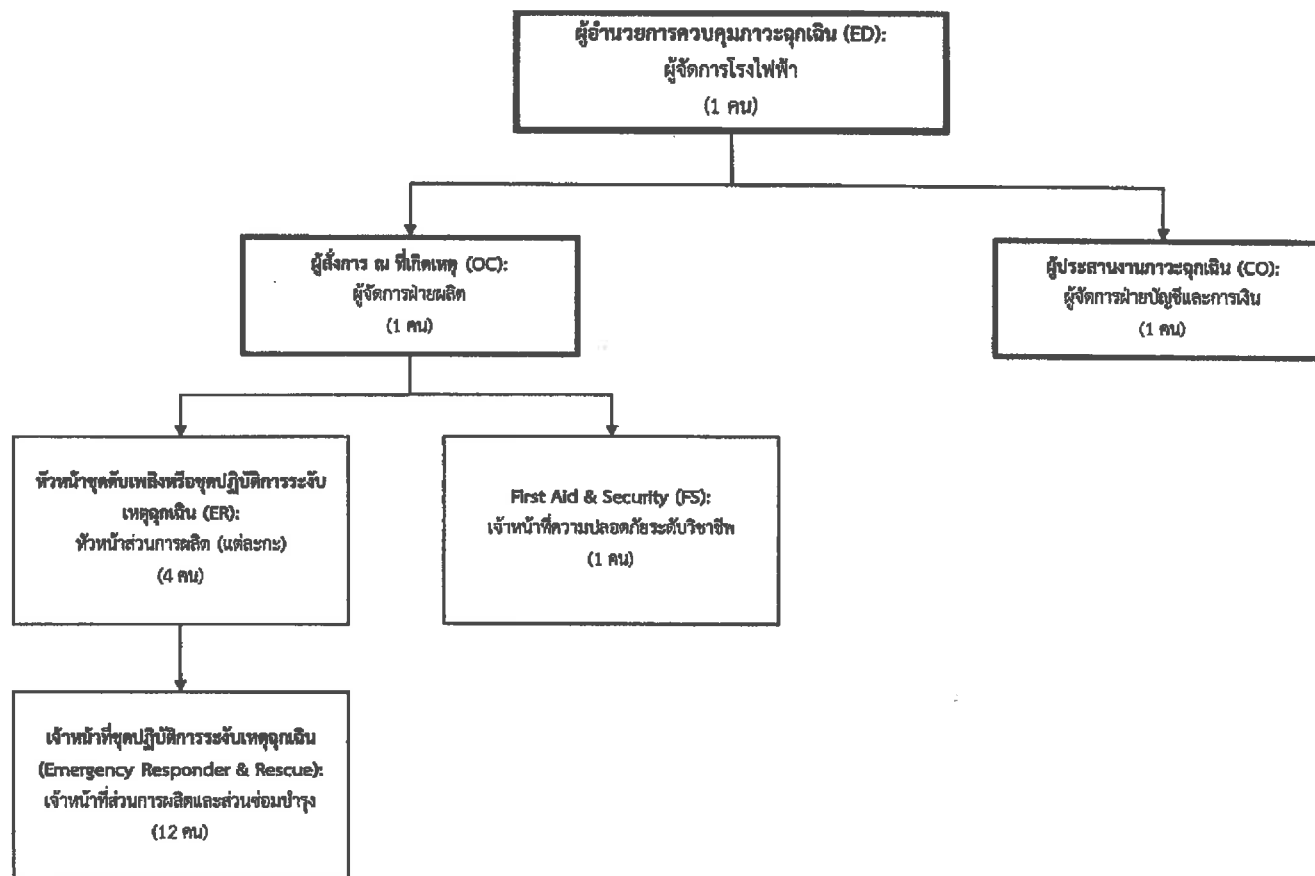 ผู้อำนวยการควบคุมภาวะฉุกเฉิน (ED):
ผู้จัดการโรงไฟฟ้า
(1 คน)
ผู้สั่งการ ณ ที่เกิดเหตุ (OC):
ผู้จัดการฝ่ายผลิต
(1 คน)
ผู้ประสานงานภาวะฉุกเฉิน (CO):
ผู้จัดการฝ่ายบัญชีและการเงิน
(1 คน)
หัวหน้าชุดดับเพลิงหรือชุดปฏิบัติการระงับ
เหตุฉุกเฉิน (ER):
หัวหน้าส่วนการผลิต (แต่ละกะ)
(4 คน)
First Aid & Security (FS):
เจ้าหน้าที่ความปลอดภัยระดับวิชาชีพ
(1 คน)
เจ้าหน้าที่ชุดปฏิบัติการระงับเหตุฉุกเฉิน
(Emergency Responder & Rescue):
เจ้าหน้าที่ส่วนการผลิตและส่วนซ่อมบำรุง
(12 คน)